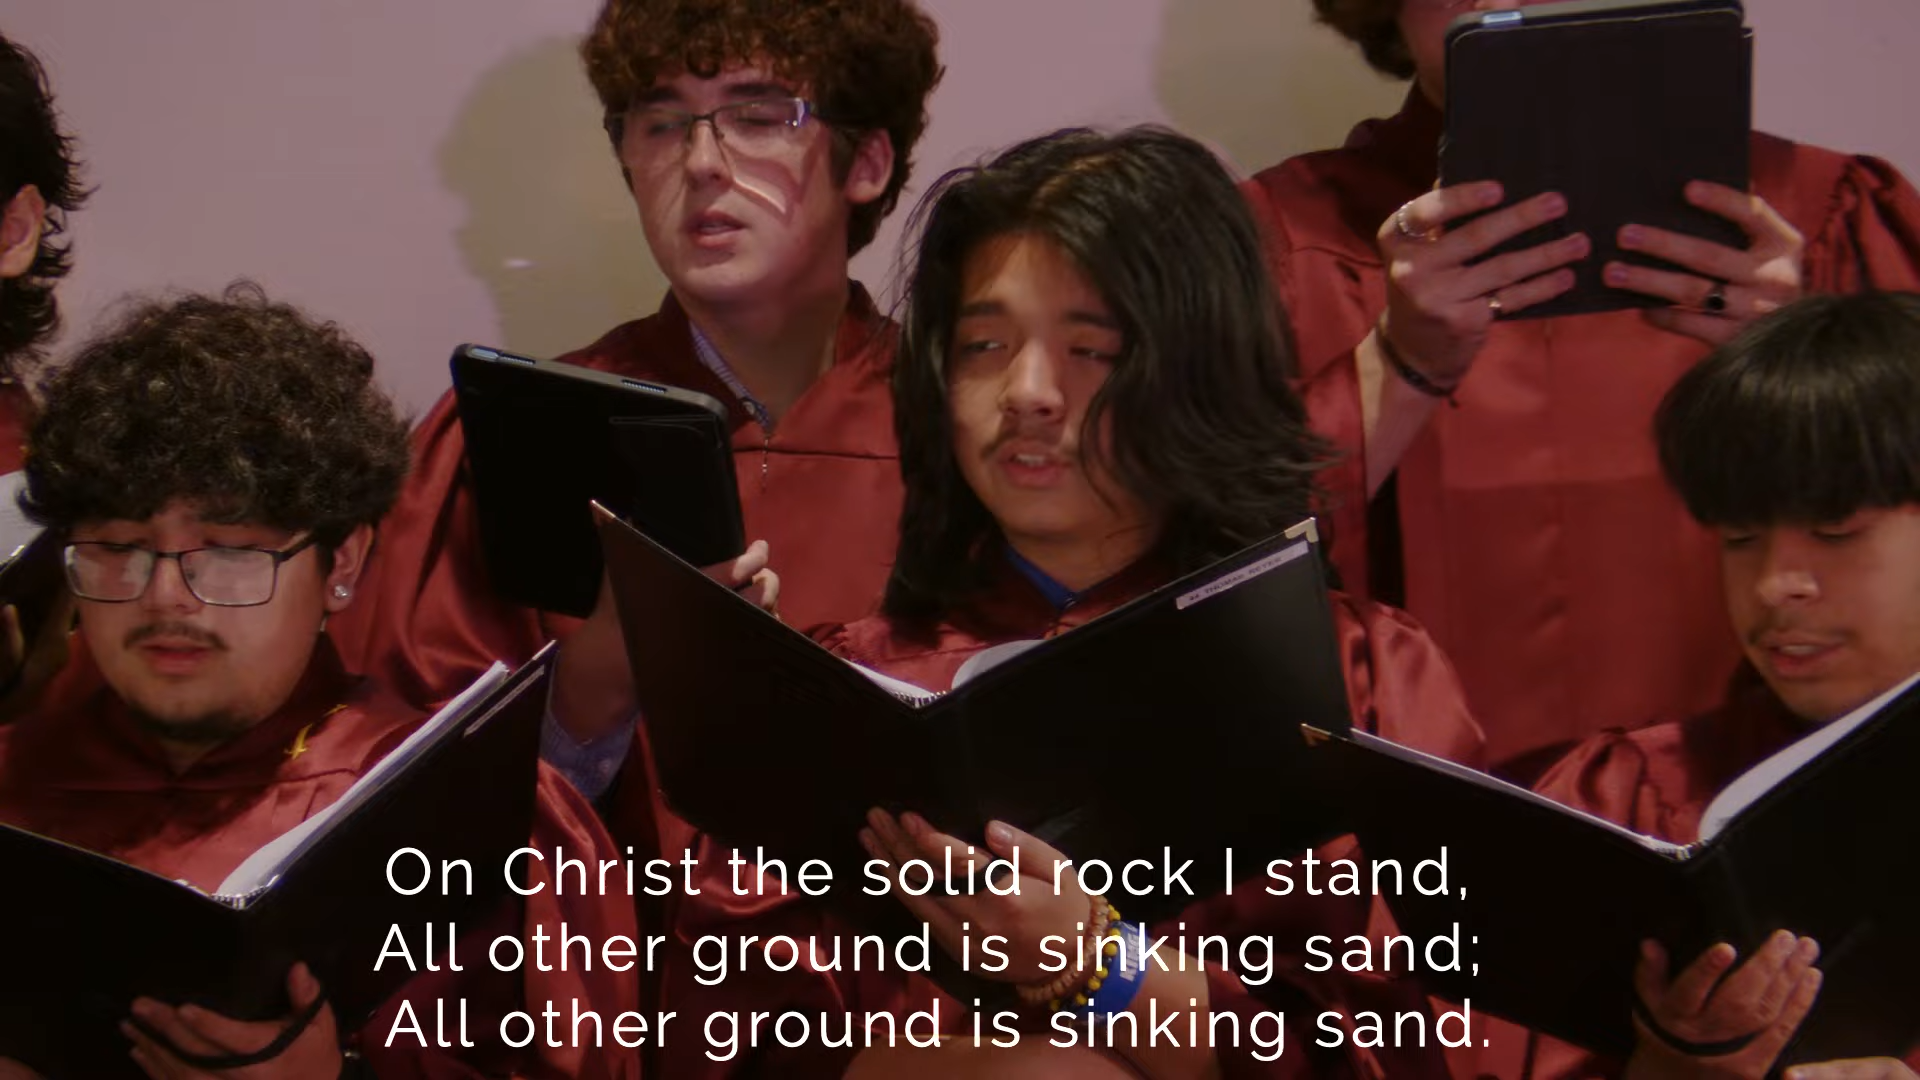 On Christ the solid rock I stand,
All other ground is sinking sand;
All other ground is sinking sand.